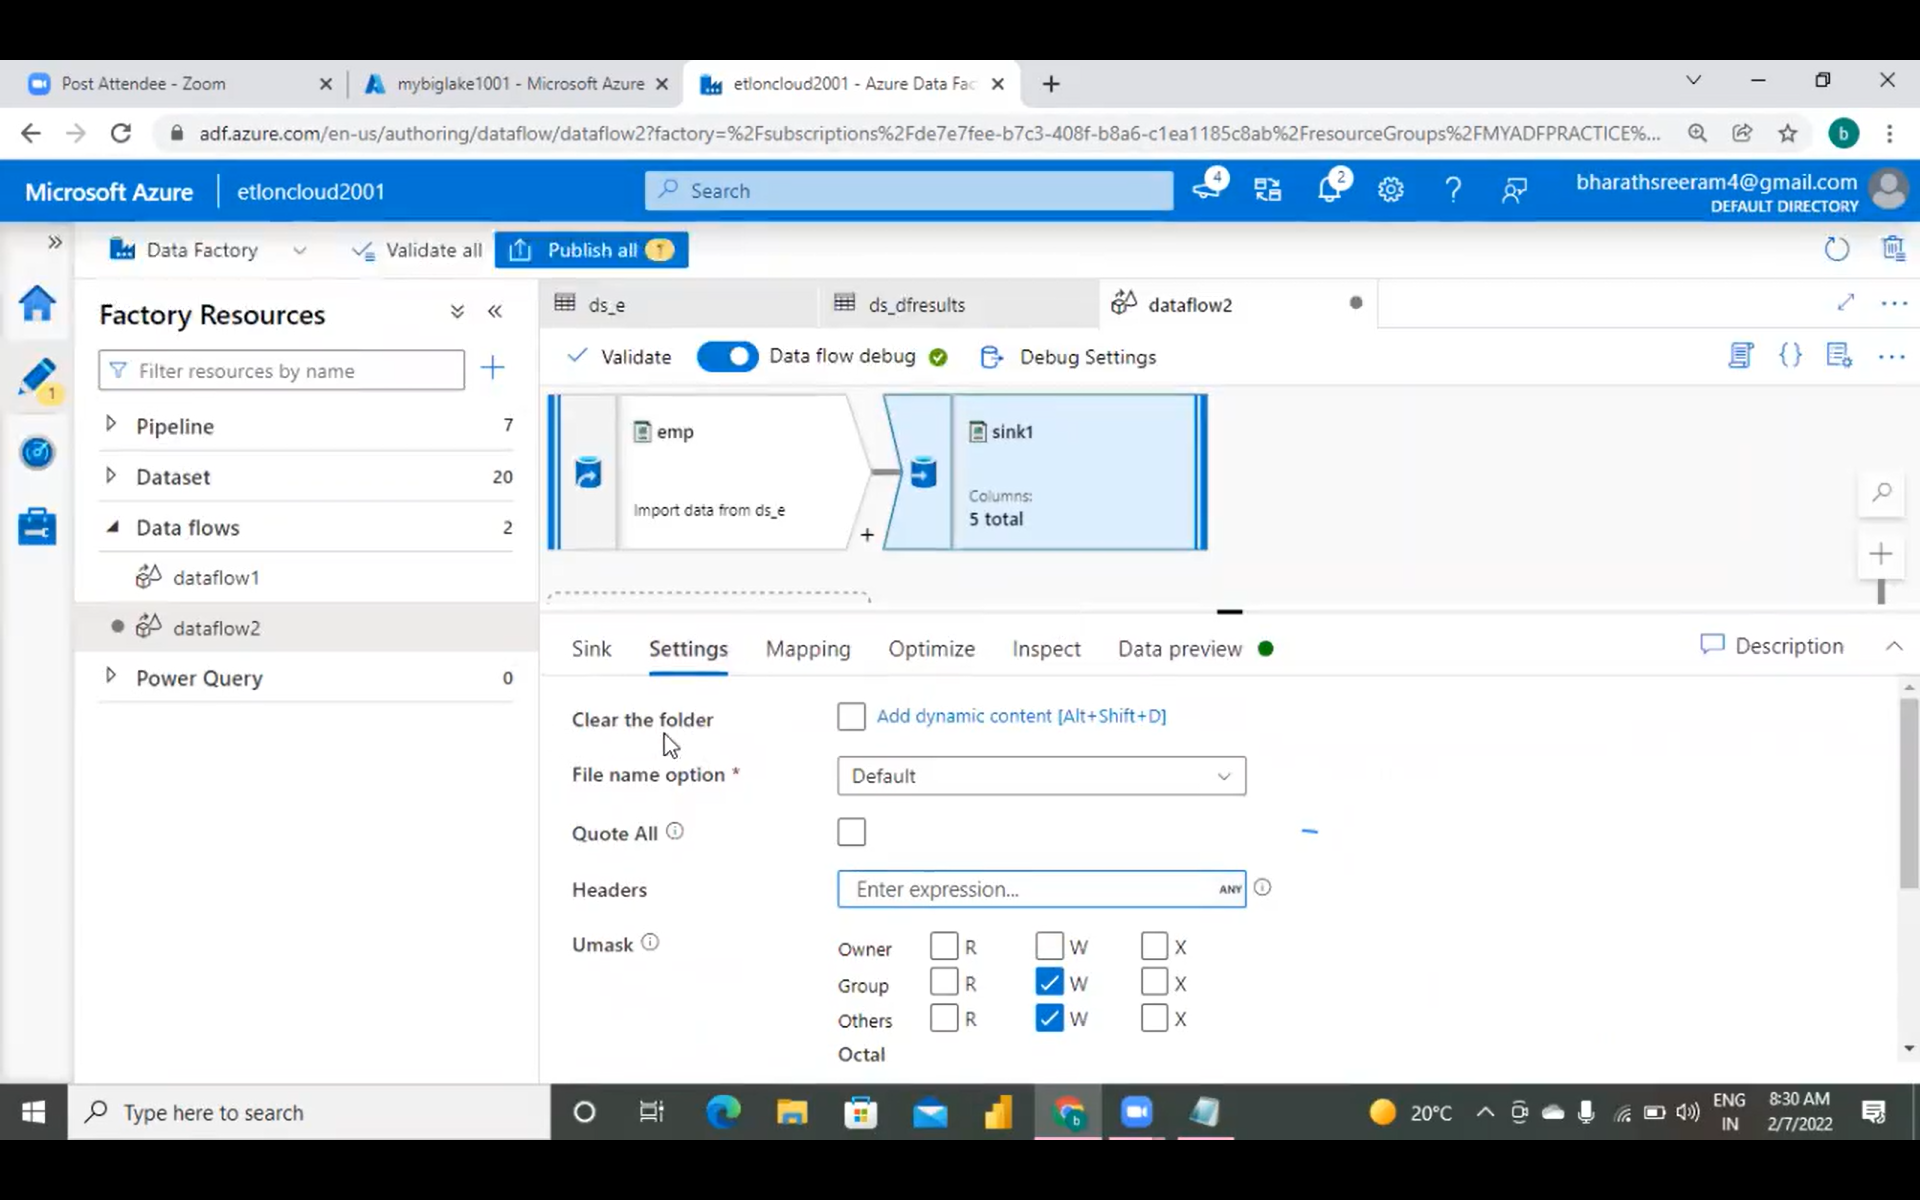 Post Attendee - Zoom
mybiglake1001 - Microsoft Azure
etloncloud2001 - Azure Data Fac
adf.azure.com/en-us/authoring/dataflow/dataflow2?factory=%2Fsubscriptions%2Fde7e7fee-b7c3-408f-b8a6-c1ea1185c8ab%2FresourceGroups%2FMYADFPRACTICE%...
b
Microsoft Azure
etloncloud2001
Search
4
2
bharathsreeram4@gmail.com
DEFAULT DIRECTORY
Data Factory
Validate all
Publish all 1
Factory Resources
Filter resources by name
1
Pipeline 7
Dataset 20
Data flows 2
dataflow1
dataflow2
Power Query 0
ds_e
ds_dfresults
dataflow2
Validate
Data flow debug
Debug Settings
emp
Import data from ds_e
+
sink1
Columns:
5 total
Sink
Settings
Mapping
Optimize
Inspect
Data preview
Description
Clear the folder
Add dynamic content [Alt+Shift+D]
File name option *
Default
Quote All
Headers
Enter expression...
ANY
Umask
Owner R W X
Group R W X
Others R W X
Octal
Type here to search
20°C
ENG
IN
8:30 AM
2/7/2022